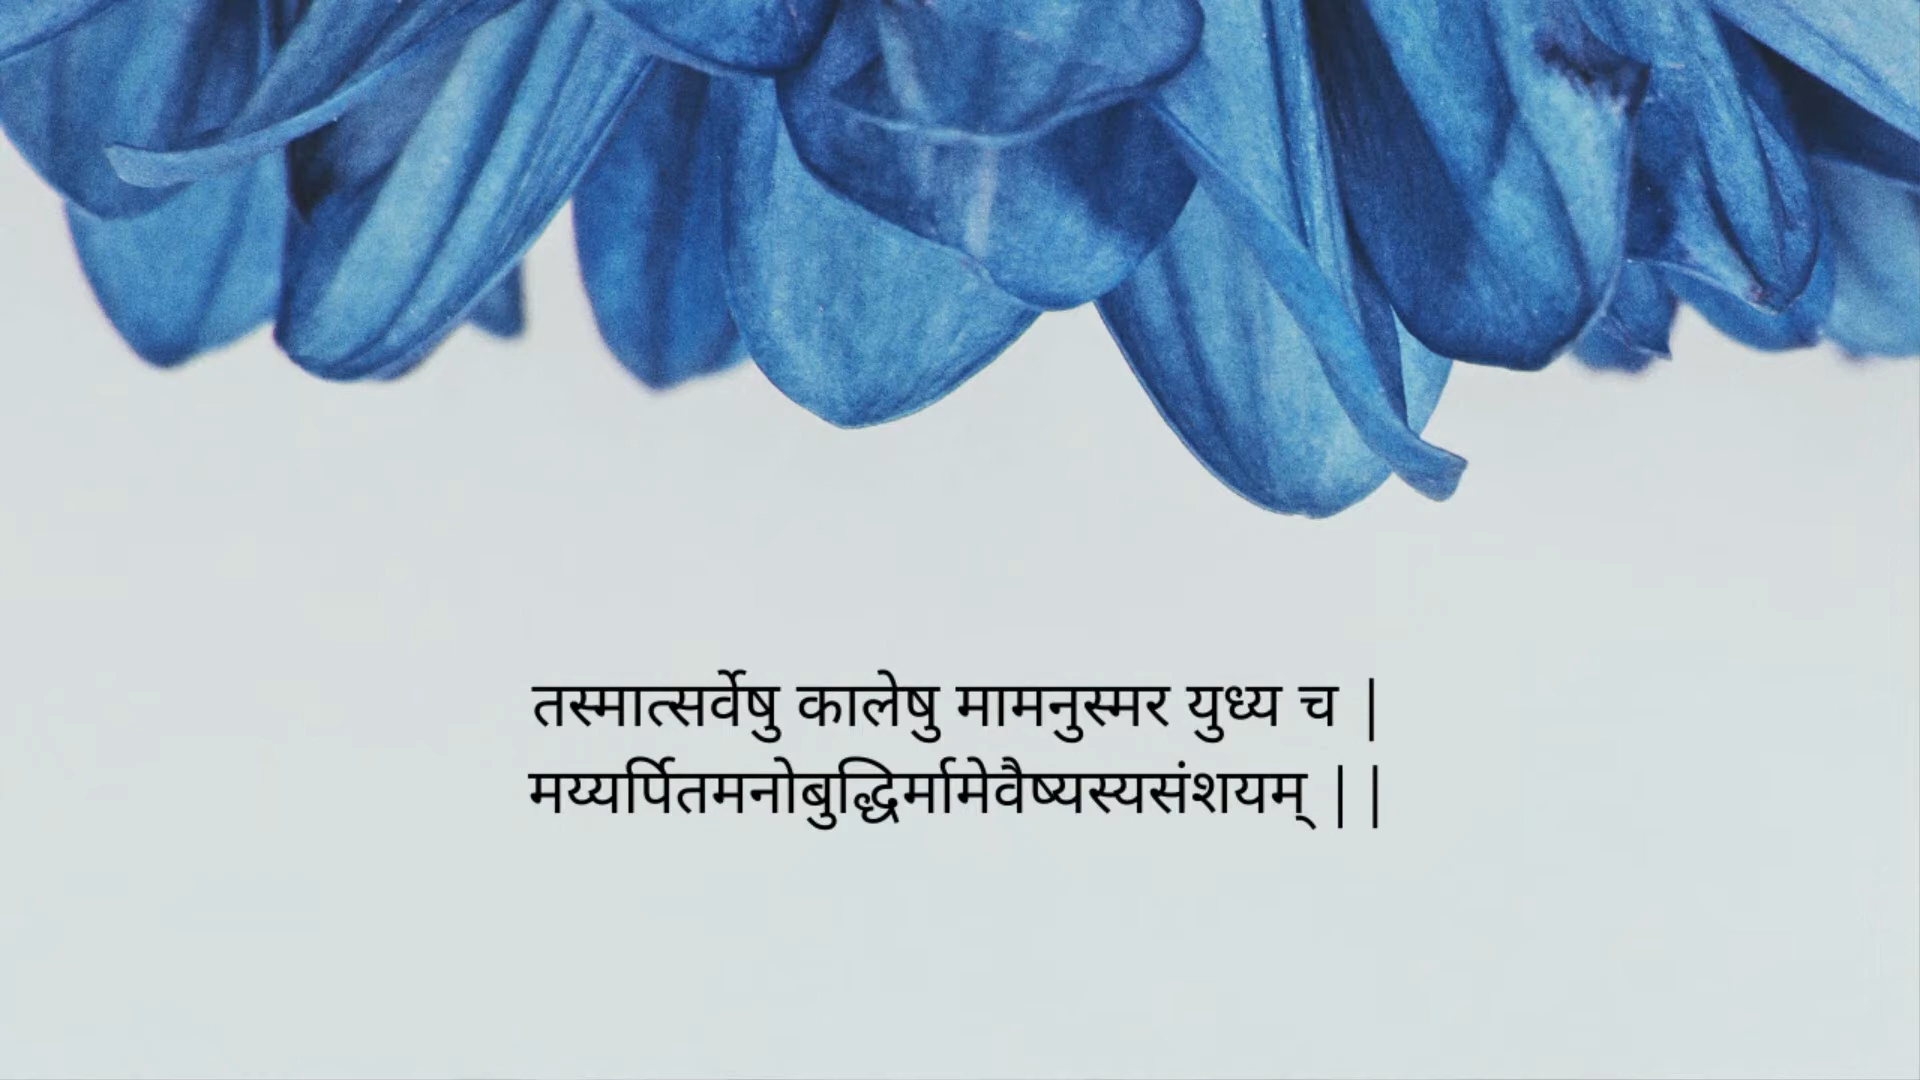 तस्मात्सर्वेषु कालेषु मामनुस्मर युध्य च |
मय्यर्पितमनोबुद्धिर्मामेवैष्यस्यसंशयम् ||